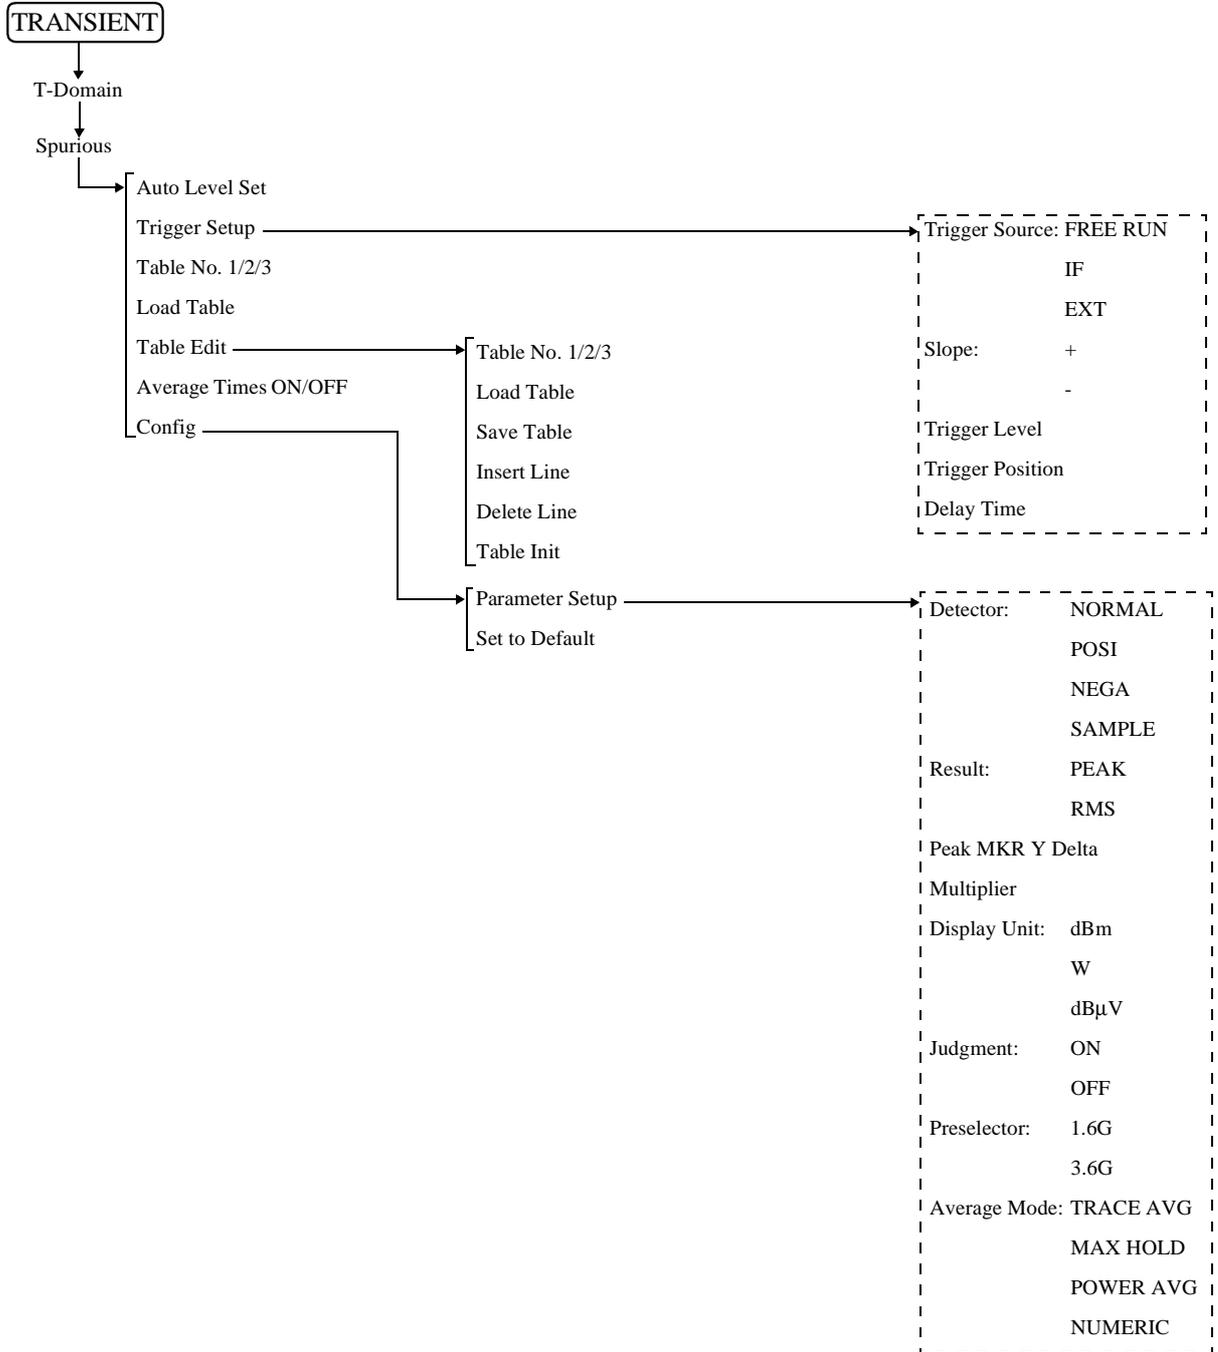 TRANSIENT
T-Domain
Spurious
Auto Level Set
Trigger Setup
Table No. 1/2/3
Load Table
Table Edit
Average Times ON/OFF
Config
Table No. 1/2/3
Load Table
Save Table
Insert Line
Delete Line
Table Init
Parameter Setup
Set to Default
Trigger Source: FREE RUN
IF
EXT
Slope: +
-
Trigger Level
Trigger Position
Delay Time
Detector: NORMAL
POSI
NEGA
SAMPLE
Result: PEAK
RMS
Peak MKR Y Delta
Multiplier
Display Unit: dBm
W
dBμV
Judgment: ON
OFF
Preselector: 1.6G
3.6G
Average Mode: TRACE AVG
MAX HOLD
POWER AVG
NUMERIC